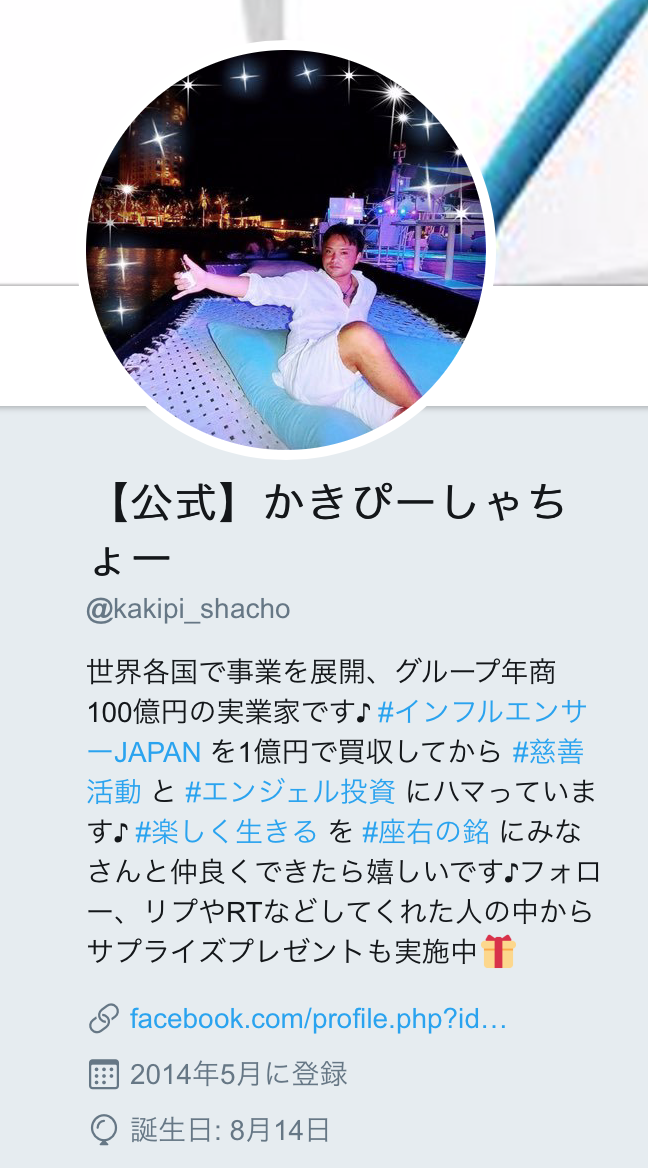 【公式】かきぴーしゃち
ょー
@kakipi_shacho
世界各国で事業を展開、グループ年商
100億円の実業家です♪ #インフルエンサ
ーJAPAN を1億円で買収してから #慈善
活動 と #エンジェル投資 にハマっていま
す♪ #楽しく生きる を #座右の銘 にみな
さんと仲良くできたら嬉しいです♪フォロ
ー、リプやRTなどしてくれた人の中から
サプライズプレゼントも実施中🎁
facebook.com/profile.php?id…
2014年5月に登録
誕生日: 8月14日